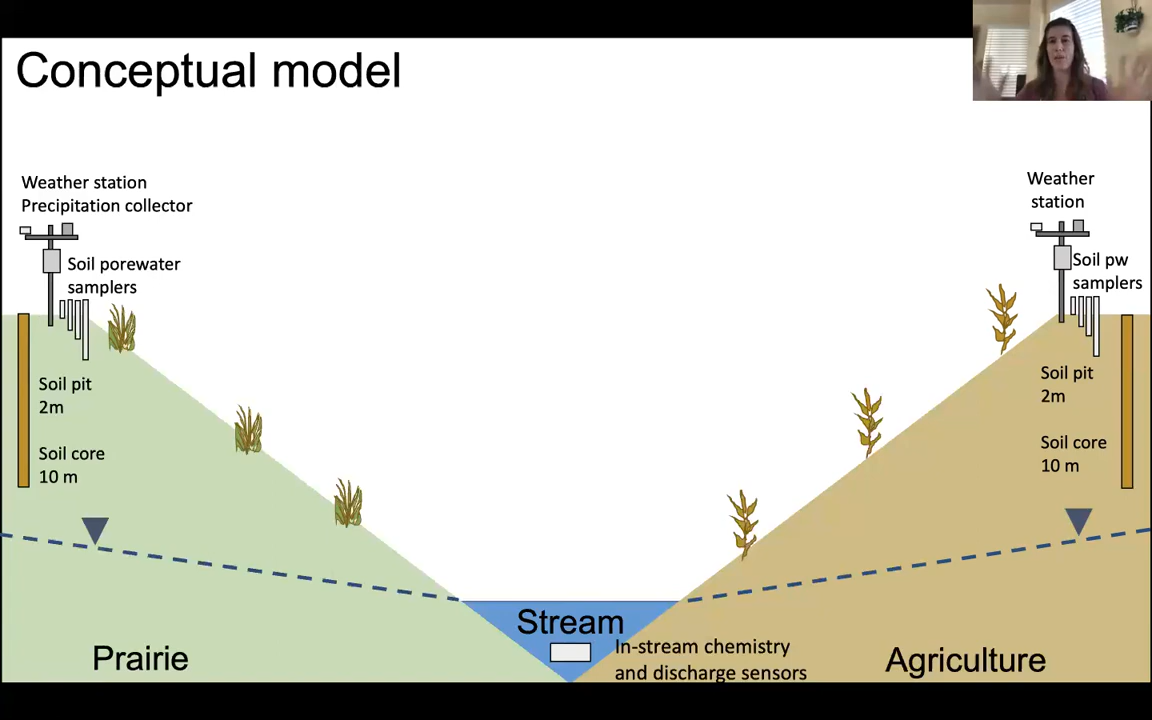 Conceptual model
Weather station
Precipitation collector
Soil porewater
samplers
Soil pit
2m
Soil core
10 m
Prairie
Stream
In-stream chemistry
and discharge sensors
Weather
station
Soil pw
samplers
Soil pit
2m
Soil core
10 m
Agriculture